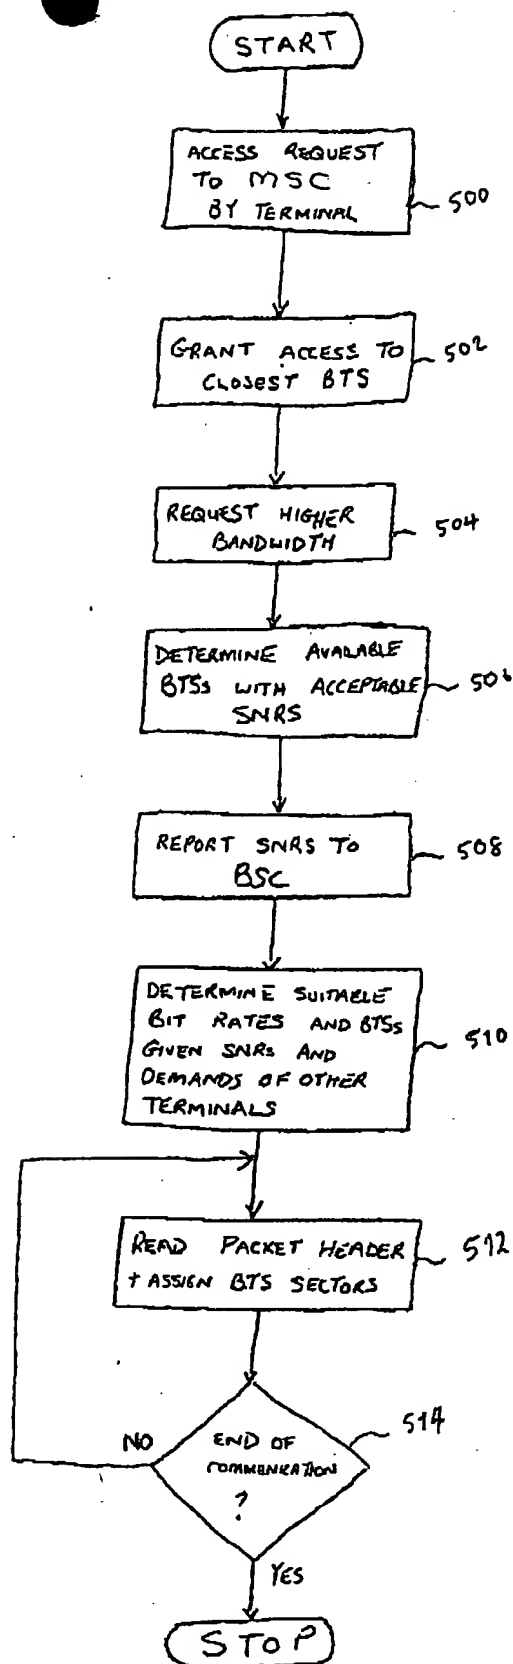 START
ACCESS REQUEST
TO MSC
BY TERMINAL
500
GRANT ACCESS TO
CLOSEST BTS
502
REQUEST HIGHER
BANDWIDTH
504
DETERMINE AVAILABLE
BTSs WITH ACCEPTABLE
SNRS
506
REPORT SNRS TO
BSC
508
DETERMINE SUITABLE
BIT RATES AND BTSs
GIVEN SNRs AND
DEMANDS OF OTHER
TERMINALS
510
READ PACKET HEADER
+ ASSIGN BTS SECTORS
512
END OF
COMMUNICATION
?
514
NO
YES
STOP